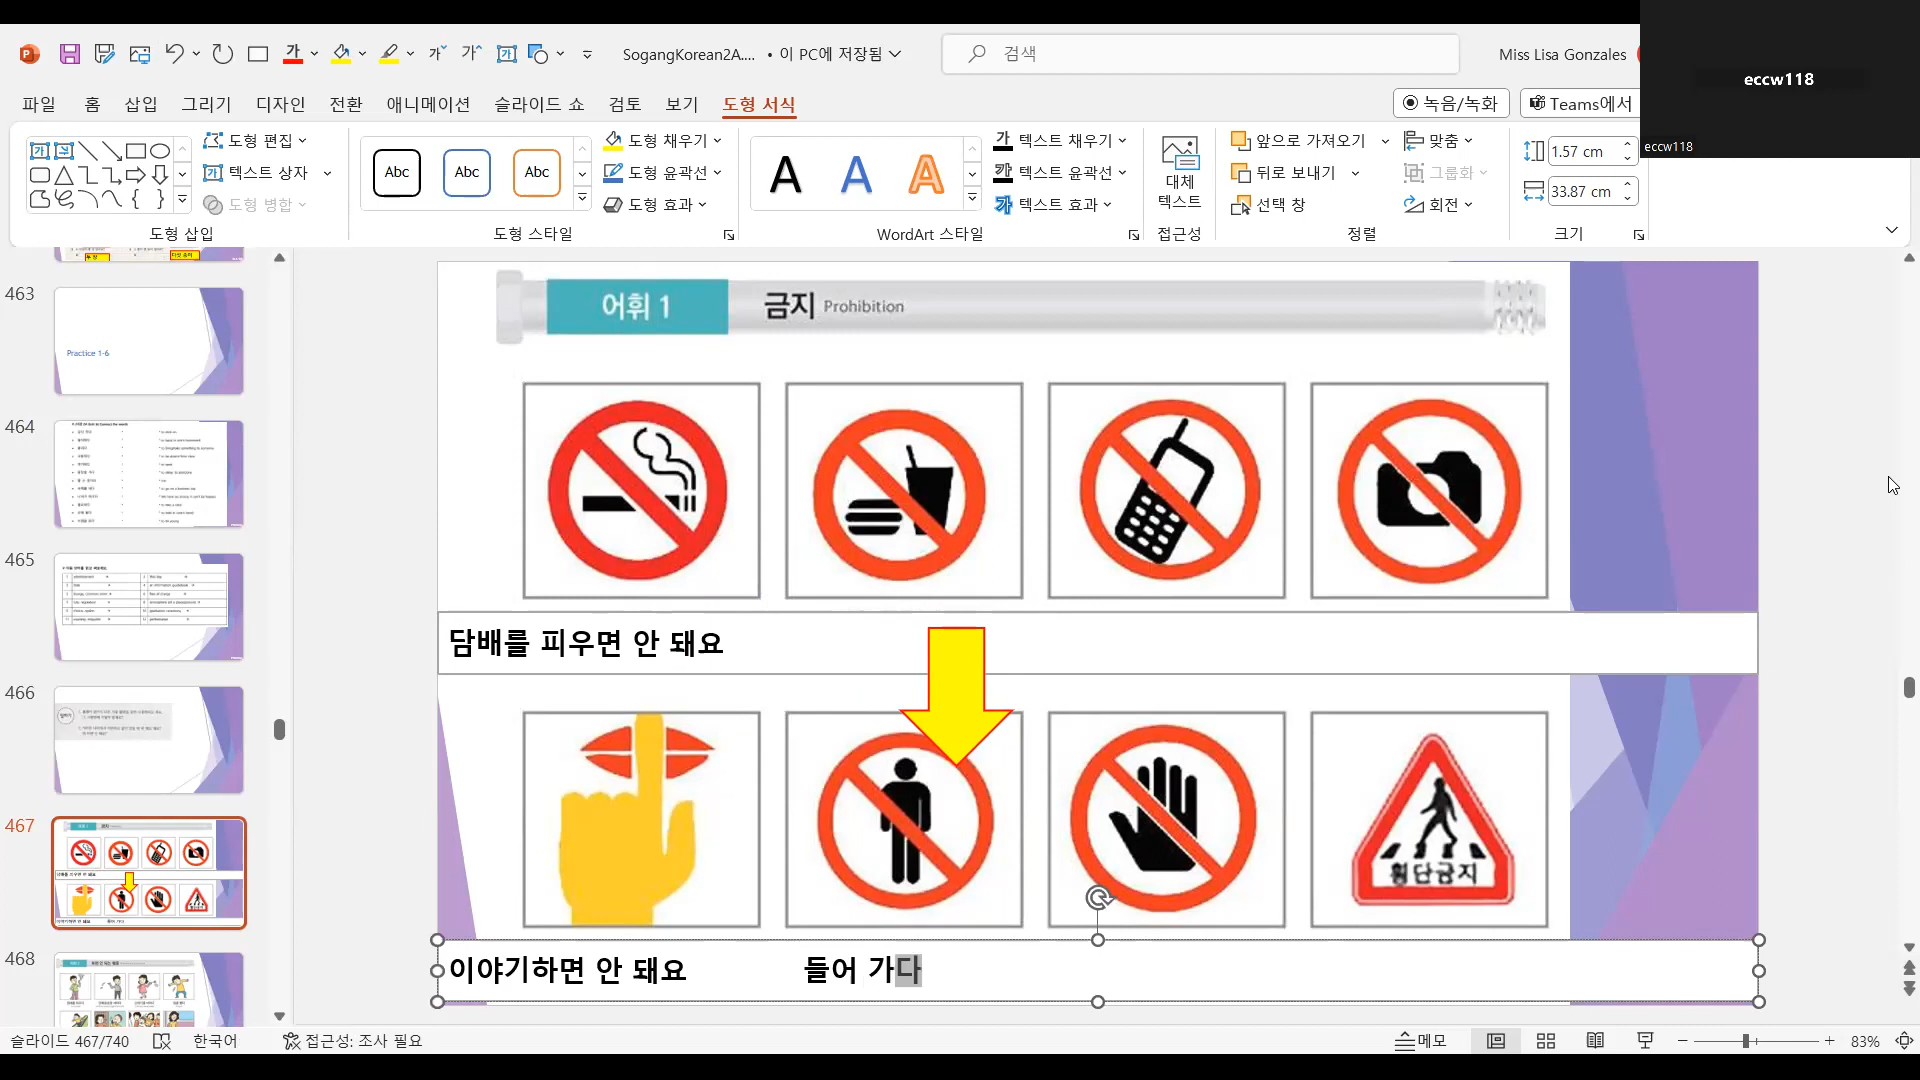 SogangKorean2A.... • 이 PC에 저장됨
검색
Miss Lisa Gonzales
eccw118
파일 홈 삽입 그리기 디자인 전환 애니메이션 슬라이드 쇼 검토 보기 도형 서식
녹음/녹화 Teams에서
도형 편집
텍스트 상자
도형 병합
도형 삽입
Abc Abc Abc
도형 채우기
도형 윤곽선
도형 효과
도형 스타일
A A A
텍스트 채우기
텍스트 윤곽선
텍스트 효과
WordArt 스타일
대체
텍스트
접근성
앞으로 가져오기
뒤로 보내기
선택 창
맞춤
그룹화
회전
정렬
1.57 cm
33.87 cm
크기
eccw118
463
Practice 1-6
464
465
466
467
468
어휘 1 금지 Prohibition
담배를 피우면 안 돼요
횡단금지
이야기하면 안 돼요 들어 가다
슬라이드 467/740 한국어 접근성: 조사 필요
메모 83%